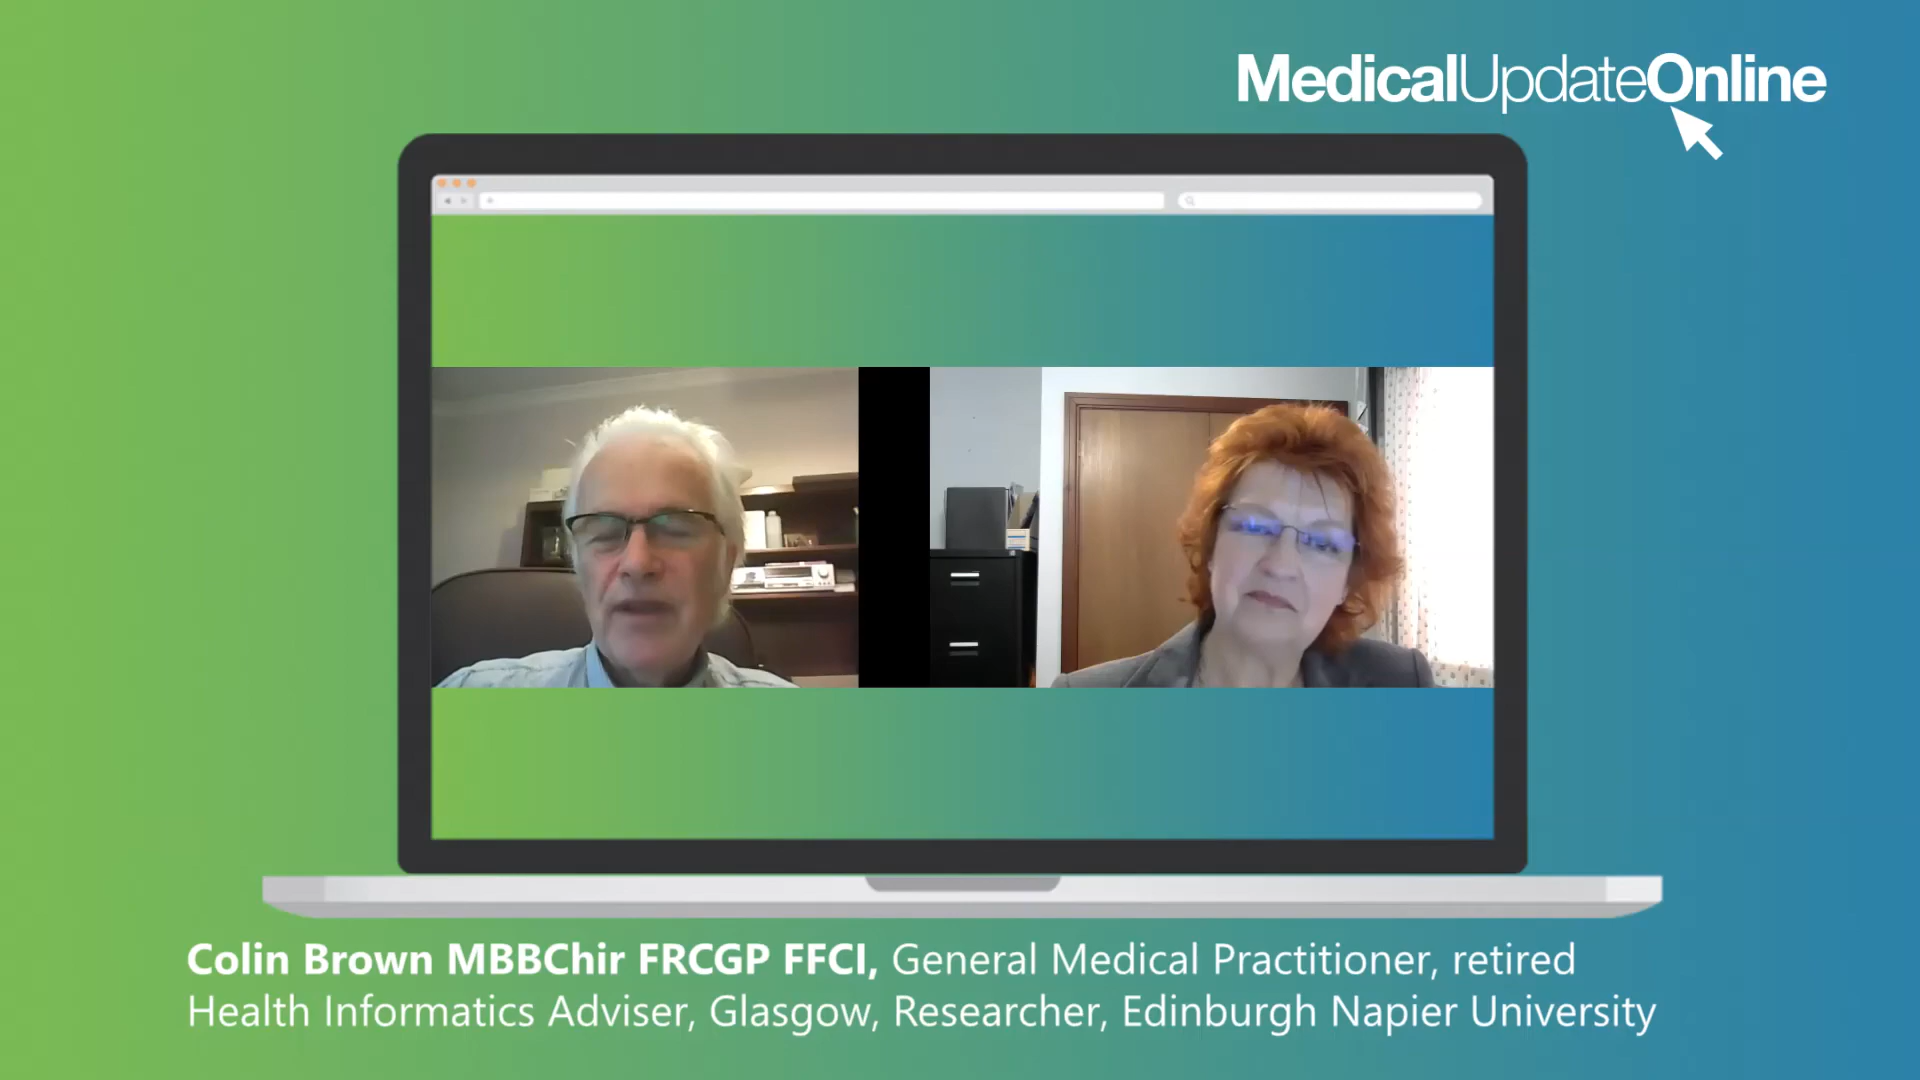 MedicalUpdateOnline
Colin Brown MBBChir FRCGP FFCI, General Medical Practitioner, retired
Health Informatics Adviser, Glasgow, Researcher, Edinburgh Napier University